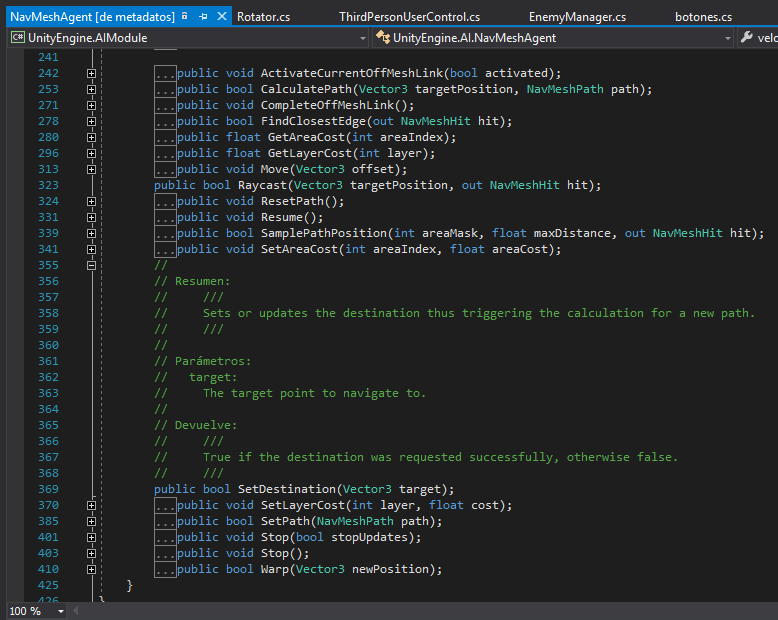 NavMeshAgent [de metadatos] Rotator.cs ThirdPersonUserControl.cs EnemyManager.cs botones.cs
C# UnityEngine.AIModule UnityEngine.AI.NavMeshAgent velo
241
242 ...public void ActivateCurrentOffMeshLink(bool activated);
253 ...public bool CalculatePath(Vector3 targetPosition, NavMeshPath path);
271 ...public void CompleteOffMeshLink();
278 ...public bool FindClosestEdge(out NavMeshHit hit);
280 ...public float GetAreaCost(int areaIndex);
296 ...public float GetLayerCost(int layer);
313 ...public void Move(Vector3 offset);
323 public bool Raycast(Vector3 targetPosition, out NavMeshHit hit);
324 ...public void ResetPath();
331 ...public void Resume();
339 ...public bool SamplePathPosition(int areaMask, float maxDistance, out NavMeshHit hit);
341 ...public void SetAreaCost(int areaIndex, float areaCost);
355 //
356 // Resumen:
357 // ///
358 // Sets or updates the destination thus triggering the calculation for a new path.
359 // ///
360 //
361 // Parámetros:
362 // target:
363 // The target point to navigate to.
364 //
365 // Devuelve:
366 // ///
367 // True if the destination was requested successfully, otherwise false.
368 // ///
369 public bool SetDestination(Vector3 target);
370 ...public void SetLayerCost(int layer, float cost);
385 ...public bool SetPath(NavMeshPath path);
401 ...public void Stop(bool stopUpdates);
403 ...public void Stop();
410 ...public bool Warp(Vector3 newPosition);
425 }
426 }
100 %